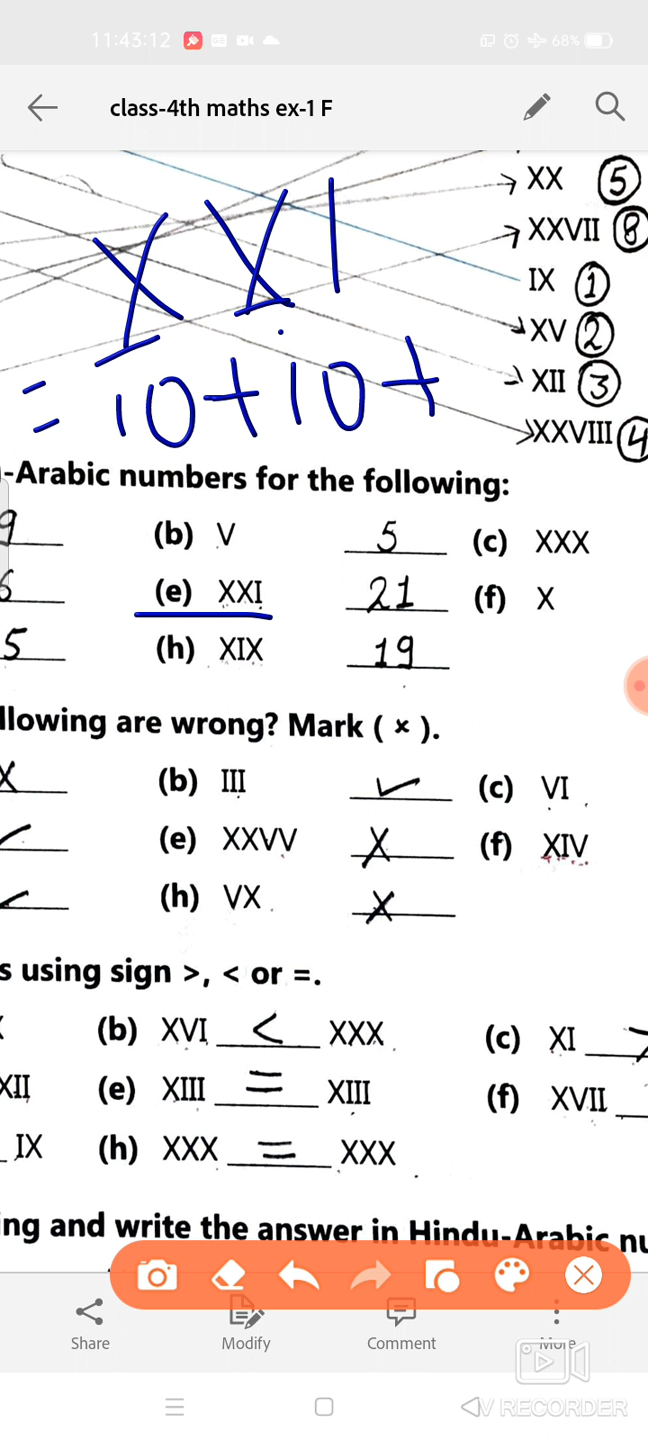 11:43:12 68%
class-4th maths ex-1 F
XX 5
XXVII 8
IX 1
XV 2
XII 3
XXVIII 4
XXI
= 10+10+
-Arabic numbers for the following:
9 (b) V 5 (c) XXX
6 (e) XXI 21 (f) X
5 (h) XIX 19
llowing are wrong? Mark ( × ).
X (b) III ✓ (c) VI
(e) XXVV X (f) XIV
(h) VX X
s using sign >, < or =.
(b) XVI < XXX (c) XI >
XII (e) XIII = XIII (f) XVII
IX (h) XXX = XXX
ing and write the answer in Hindu-Arabic nu
Share Modify Comment More
V RECORDER